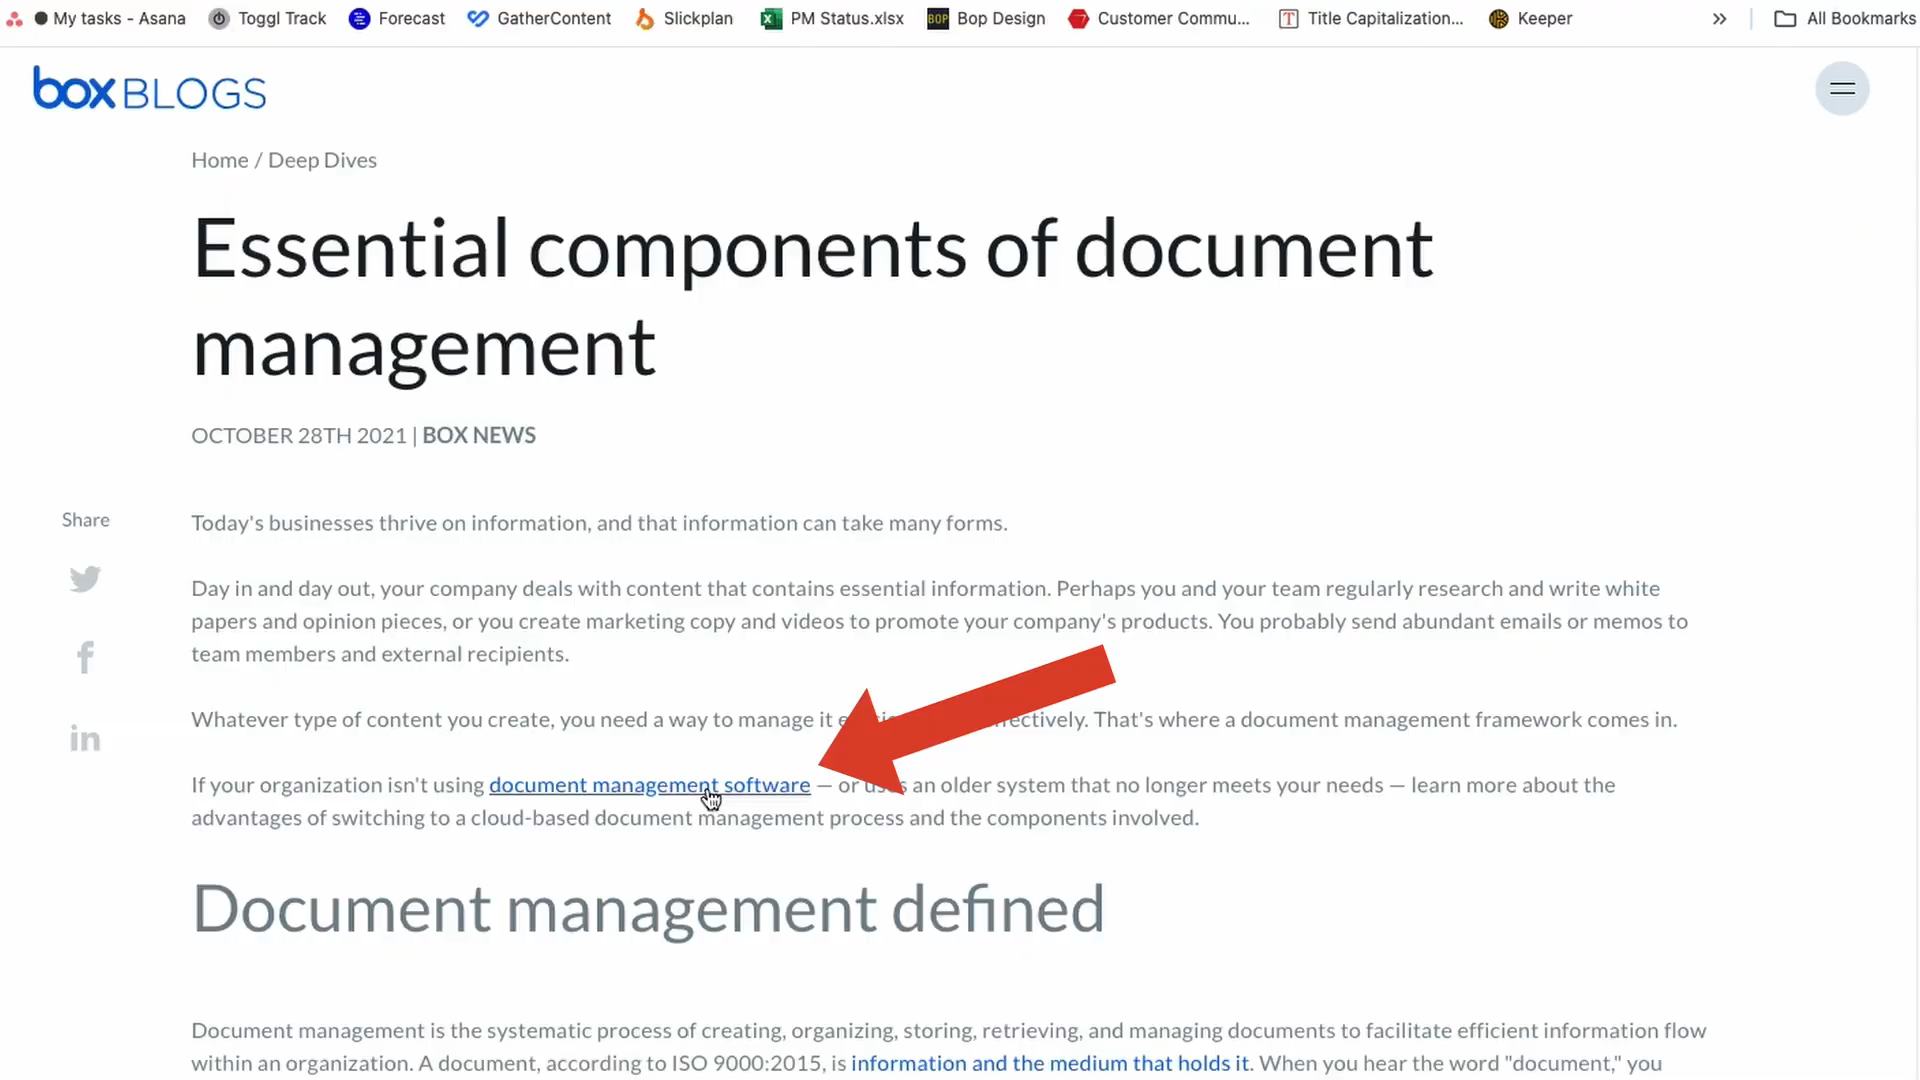 My tasks - Asana Toggl Track Forecast GatherContent Slickplan PM Status.xlsx BOP Bop Design Customer Commu... T Title Capitalization... Keeper » All Bookmarks
box BLOGS
Home / Deep Dives
Essential components of document
management
OCTOBER 28TH 2021 | BOX NEWS
Share
Today's businesses thrive on information, and that information can take many forms.
Day in and day out, your company deals with content that contains essential information. Perhaps you and your team regularly research and write white
papers and opinion pieces, or you create marketing copy and videos to promote your company's products. You probably send abundant emails or memos to
team members and external recipients.
Whatever type of content you create, you need a way to manage it That's where a document management framework comes in.
If your organization isn't using document management software — or an older system that no longer meets your needs — learn more about the
advantages of switching to a cloud-based document management process and the components involved.
Document management defined
Document management is the systematic process of creating, organizing, storing, retrieving, and managing documents to facilitate efficient information flow
within an organization. A document, according to ISO 9000:2015, is information and the medium that holds it. When you hear the word "document," you